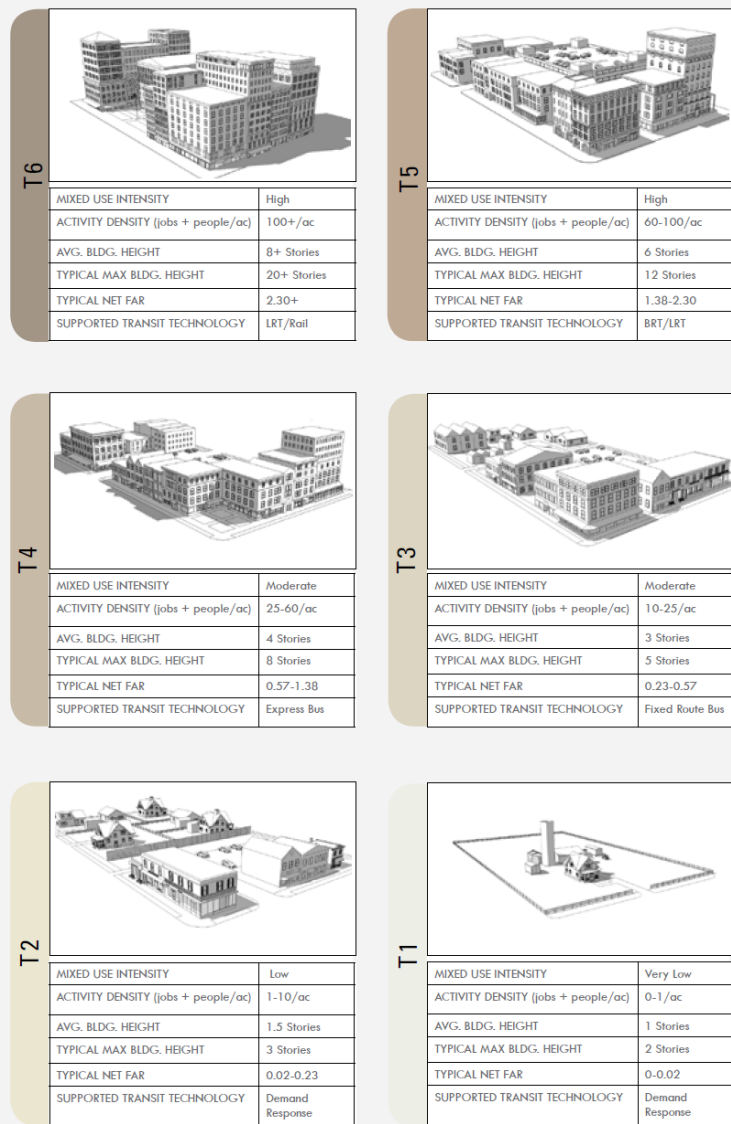 T6
MIXED USE INTENSITY High
ACTIVITY DENSITY (jobs + people/ac) 100+/ac
AVG. BLDG. HEIGHT 8+ Stories
TYPICAL MAX BLDG. HEIGHT 20+ Stories
TYPICAL NET FAR 2.30+
SUPPORTED TRANSIT TECHNOLOGY LRT/Rail
T5
MIXED USE INTENSITY High
ACTIVITY DENSITY (jobs + people/ac) 60-100/ac
AVG. BLDG. HEIGHT 6 Stories
TYPICAL MAX BLDG. HEIGHT 12 Stories
TYPICAL NET FAR 1.38-2.30
SUPPORTED TRANSIT TECHNOLOGY BRT/LRT
T4
MIXED USE INTENSITY Moderate
ACTIVITY DENSITY (jobs + people/ac) 25-60/ac
AVG. BLDG. HEIGHT 4 Stories
TYPICAL MAX BLDG. HEIGHT 8 Stories
TYPICAL NET FAR 0.57-1.38
SUPPORTED TRANSIT TECHNOLOGY Express Bus
T3
MIXED USE INTENSITY Moderate
ACTIVITY DENSITY (jobs + people/ac) 10-25/ac
AVG. BLDG. HEIGHT 3 Stories
TYPICAL MAX BLDG. HEIGHT 5 Stories
TYPICAL NET FAR 0.23-0.57
SUPPORTED TRANSIT TECHNOLOGY Fixed Route Bus
T2
MIXED USE INTENSITY Low
ACTIVITY DENSITY (jobs + people/ac) 1-10/ac
AVG. BLDG. HEIGHT 1.5 Stories
TYPICAL MAX BLDG. HEIGHT 3 Stories
TYPICAL NET FAR 0.02-0.23
SUPPORTED TRANSIT TECHNOLOGY Demand
Response
T1
MIXED USE INTENSITY Very Low
ACTIVITY DENSITY (jobs + people/ac) 0-1/ac
AVG. BLDG. HEIGHT 1 Stories
TYPICAL MAX BLDG. HEIGHT 2 Stories
TYPICAL NET FAR 0-0.02
SUPPORTED TRANSIT TECHNOLOGY Demand
Response